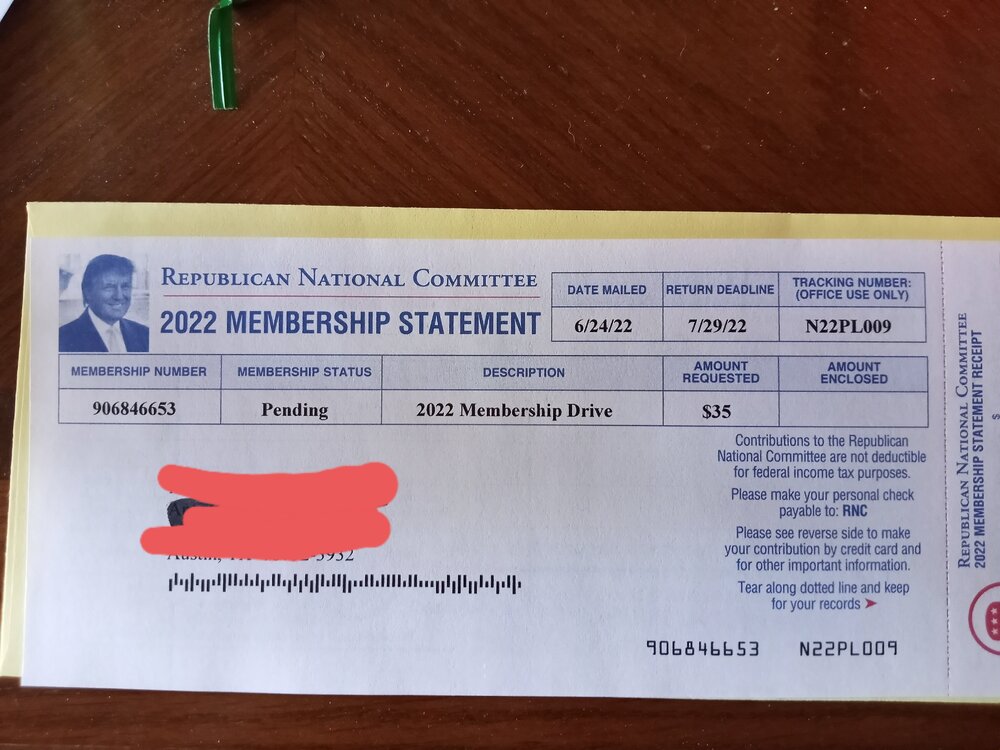 REPUBLICAN NATIONAL COMMITTEE
2022 MEMBERSHIP STATEMENT
DATE MAILED RETURN DEADLINE TRACKING NUMBER:
(OFFICE USE ONLY)
6/24/22 7/29/22 N22PL009
MEMBERSHIP NUMBER MEMBERSHIP STATUS DESCRIPTION AMOUNT REQUESTED AMOUNT ENCLOSED
906846653 Pending 2022 Membership Drive $35
Contributions to the Republican
National Committee are not deductible
for federal income tax purposes.
Please make your personal check
payable to: RNC
Please see reverse side to make
your contribution by credit card and
for other important information.
Tear along dotted line and keep
for your records ➤
Austin,
906846653 N22PL009
REPUBLICAN NATIONAL COMMITTEE
2022 MEMBERSHIP STATEMENT RECEIPT